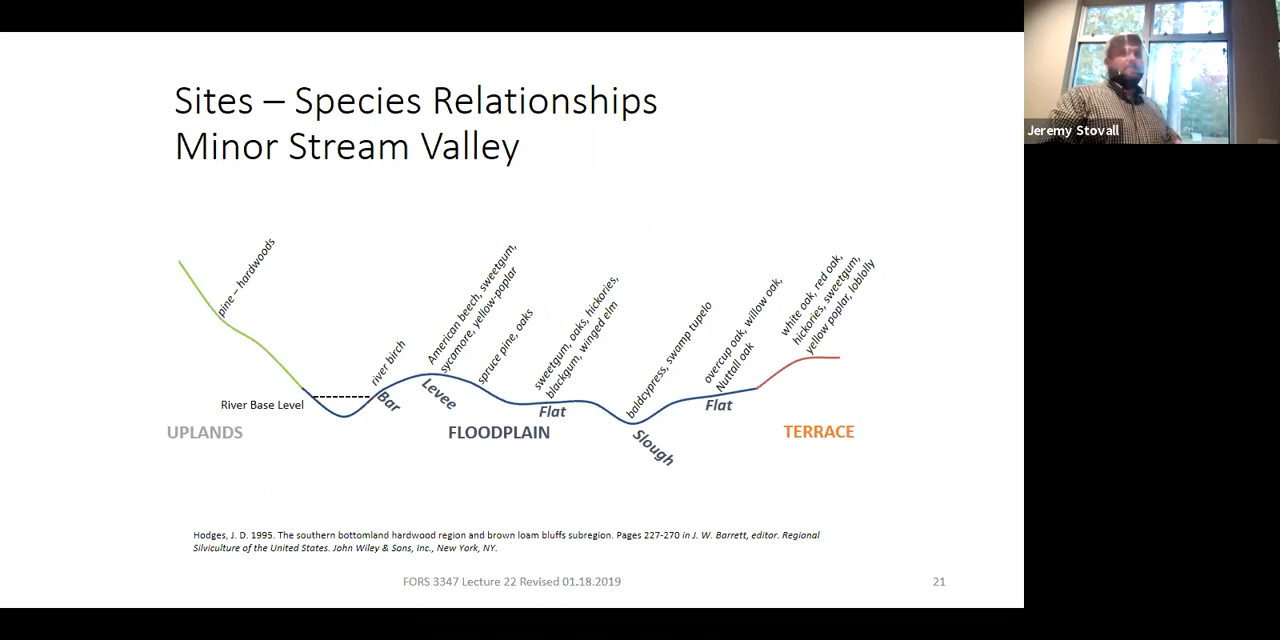 Sites – Species Relationships
Minor Stream Valley
Jeremy Stovall
pine – hardwoods
river birch
American beech, sweetgum,
sycamore, yellow-poplar
spruce pine, oaks
sweetgum, oaks, hickories,
blackgum, winged elm
baldcypress, swamp tupelo
overcup oak, willow oak,
Nuttall oak
white oak, red oak,
hickories, sweetgum,
yellow poplar, loblolly
River Base Level
Bar
Levee
Flat
Slough
Flat
UPLANDS
FLOODPLAIN
TERRACE
Hodges, J. D. 1995. The southern bottomland hardwood region and brown loam bluffs subregion. Pages 227-270 in J. W. Barrett, editor. Regional
Silviculture of the United States. John Wiley & Sons, Inc., New York, NY.
FORS 3347 Lecture 22 Revised 01.18.2019
21